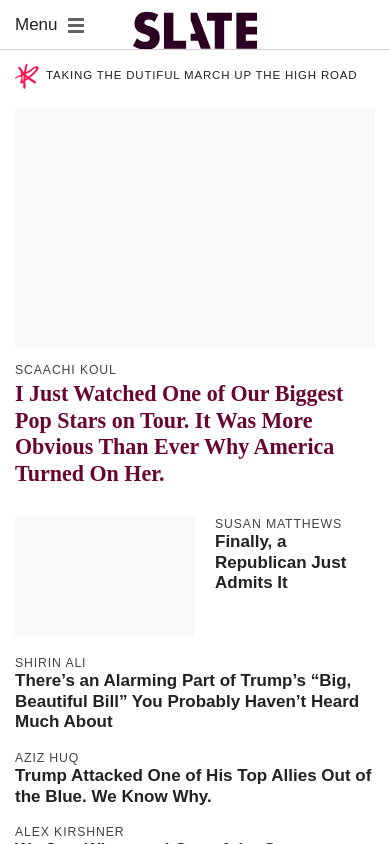 Menu
SLATE
TAKING THE DUTIFUL MARCH UP THE HIGH ROAD
SCAACHI KOUL
I Just Watched One of Our Biggest
Pop Stars on Tour. It Was More
Obvious Than Ever Why America
Turned On Her.
SUSAN MATTHEWS
Finally, a
Republican Just
Admits It
SHIRIN ALI
There’s an Alarming Part of Trump’s “Big,
Beautiful Bill” You Probably Haven’t Heard
Much About
AZIZ HUQ
Trump Attacked One of His Top Allies Out of
the Blue. We Know Why.
ALEX KIRSHNER